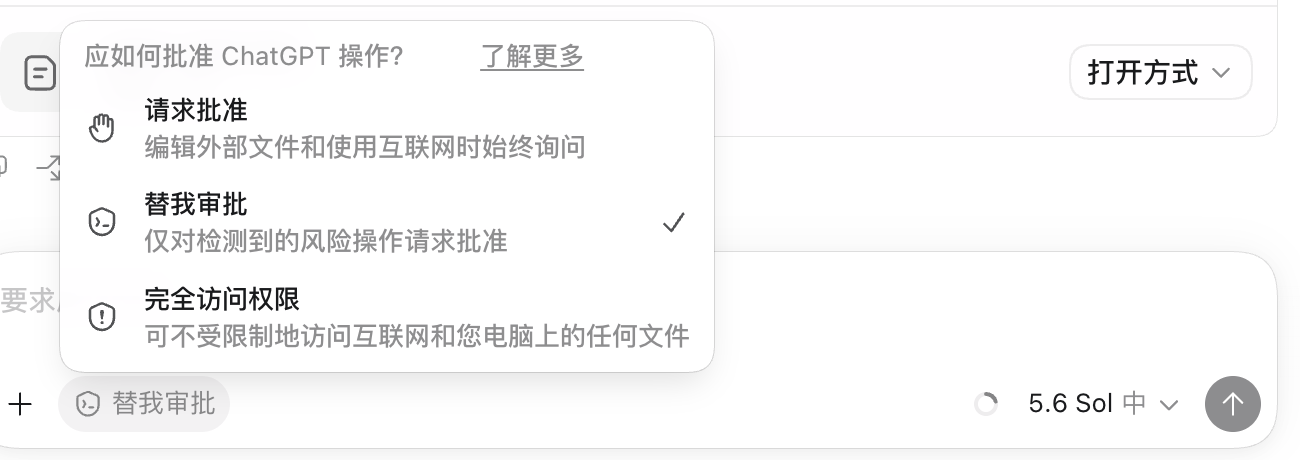 应如何批准 ChatGPT 操作? 了解更多
打开方式
请求批准
编辑外部文件和使用互联网时始终询问
替我审批
仅对检测到的风险操作请求批准
完全访问权限
可不受限制地访问互联网和您电脑上的任何文件
要求
替我审批
5.6 Sol 中